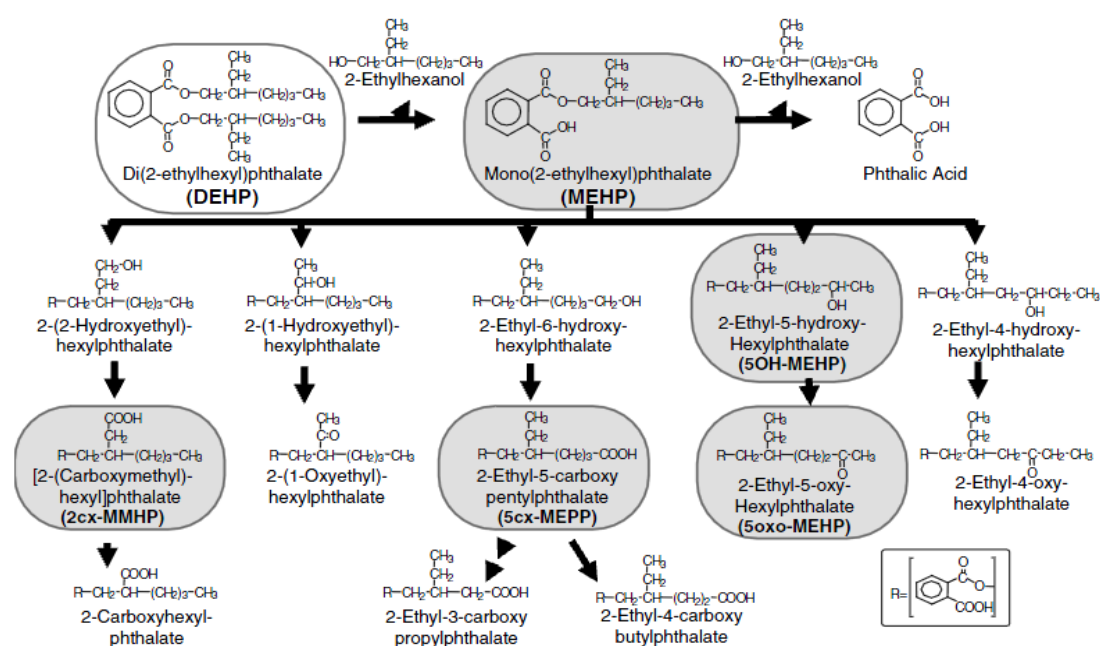 CH₃
CH₂
HO–CH₂–CH–(CH₂)₃–CH₃
2-Ethylhexanol
CH₃
CH₂
HO–CH₂–CH–(CH₂)₃–CH₃
2-Ethylhexanol
O
C
O–CH₂–CH–(CH₂)₃–CH₃
CH₂
CH₃
O–CH₂–CH–(CH₂)₃–CH₃
C
O
CH₂
CH₃
Di(2-ethylhexyl)phthalate
(DEHP)
O
C
O–CH₂–CH–(CH₂)₃–CH₃
CH₂
CH₃
C
OH
O
Mono(2-ethylhexyl)phthalate
(MEHP)
O
C
OH
C
OH
O
Phthalic Acid
CH₂-OH
CH₂
R–CH₂–CH–(CH₂)₃–CH₃
2-(2-Hydroxyethyl)-
hexylphthalate
CH₃
CH-OH
R–CH₂–CH–(CH₂)₃–CH₃
2-(1-Hydroxyethyl)-
hexylphthalate
CH₃
CH₂
R–CH₂–CH–(CH₂)₃–CH₂–OH
2-Ethyl-6-hydroxy-
hexylphthalate
CH₃
CH₂
R–CH₂–CH–(CH₂)₂–CH-CH₃
OH
2-Ethyl-5-hydroxy-
Hexylphthalate
(5OH-MEHP)
CH₃
CH₂
R–CH₂–CH–CH₂–CH-CH₂–CH₃
OH
2-Ethyl-4-hydroxy-
hexylphthalate
COOH
CH₂
R–CH₂–CH–(CH₂)₃–CH₃
[2-(Carboxymethyl)-
hexyl]phthalate
(2cx-MMHP)
CH₃
C:O
R–CH₂–CH–(CH₂)₃–CH₃
2-(1-Oxyethyl)-
hexylphthalate
CH₃
CH₂
R–CH₂–CH–(CH₂)₃–COOH
2-Ethyl-5-carboxy
pentylphthalate
(5cx-MEPP)
CH₃
CH₂
R–CH₂–CH–(CH₂)₂–C-CH₃
O
2-Ethyl-5-oxy-
Hexylphthalate
(5oxo-MEHP)
CH₃
CH₂
R–CH₂–CH–CH₂–C-CH₂–CH₃
O
2-Ethyl-4-oxy-
hexylphthalate
COOH
R–CH₂–CH–(CH₂)₃–CH₃
2-Carboxyhexyl-
phthalate
CH₃
CH₂
R–CH₂–CH–CH₂–COOH
2-Ethyl-3-carboxy
propylphthalate
CH₃
CH₂
R–CH₂–CH–(CH₂)₂–COOH
2-Ethyl-4-carboxy
butylphthalate
R=
O
C
O
COOH